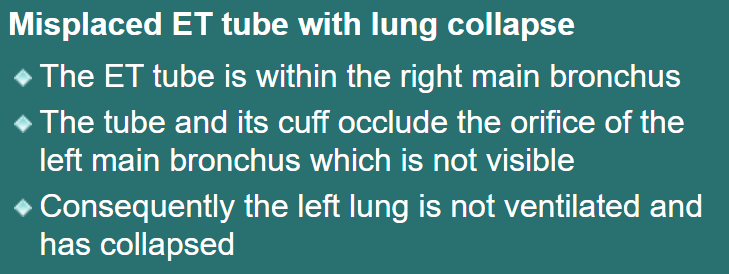 Misplaced ET tube with lung collapse
The ET tube is within the right main bronchus
The tube and its cuff occlude the orifice of the
left main bronchus which is not visible
Consequently the left lung is not ventilated and
has collapsed